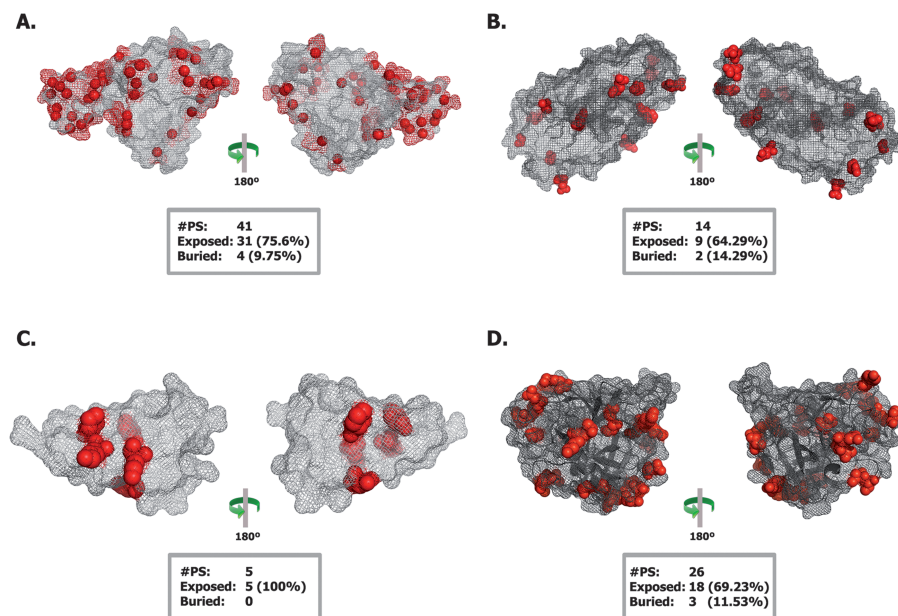 A.
B.
180º
180º
#PS: 41
Exposed: 31 (75.6%)
Buried: 4 (9.75%)
#PS: 14
Exposed: 9 (64.29%)
Buried: 2 (14.29%)
C.
D.
180º
180º
#PS: 5
Exposed: 5 (100%)
Buried: 0
#PS: 26
Exposed: 18 (69.23%)
Buried: 3 (11.53%)